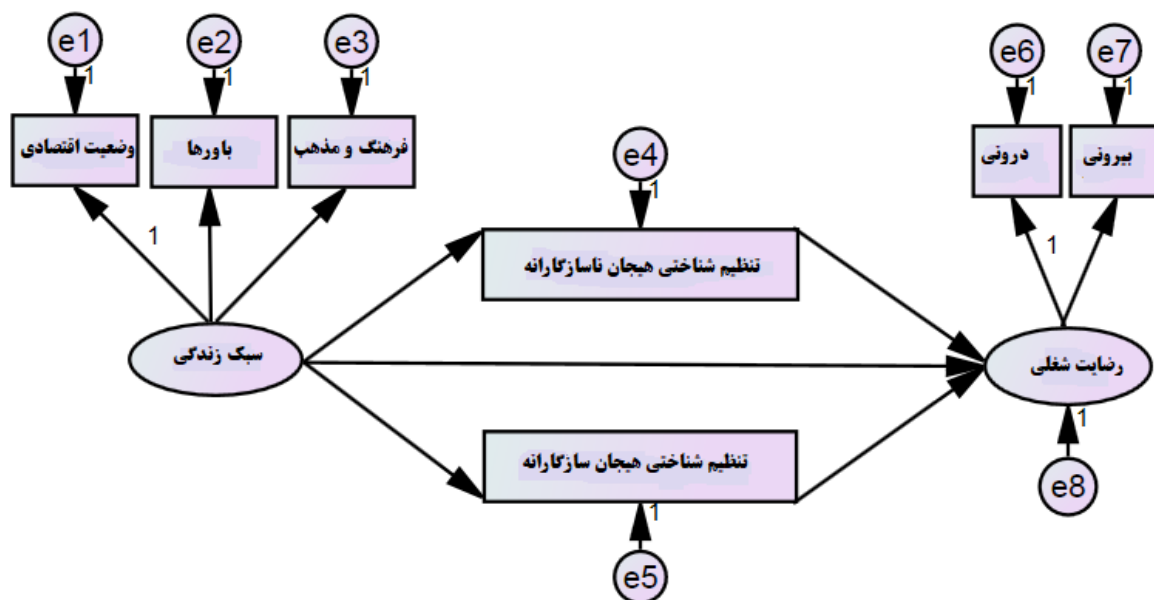 e1
e2
e3
e6
e7
1
1
1
1
1
وضعیت اقتصادی
باورها
فرهنگ و مذهب
e4
1
درونی
بیرونی
1
1
تنظیم شناختی هیجان ناسازگارانه
سبک زندگی
رضایت شغلی
1
تنظیم شناختی هیجان سازگارانه
e8
1
e5